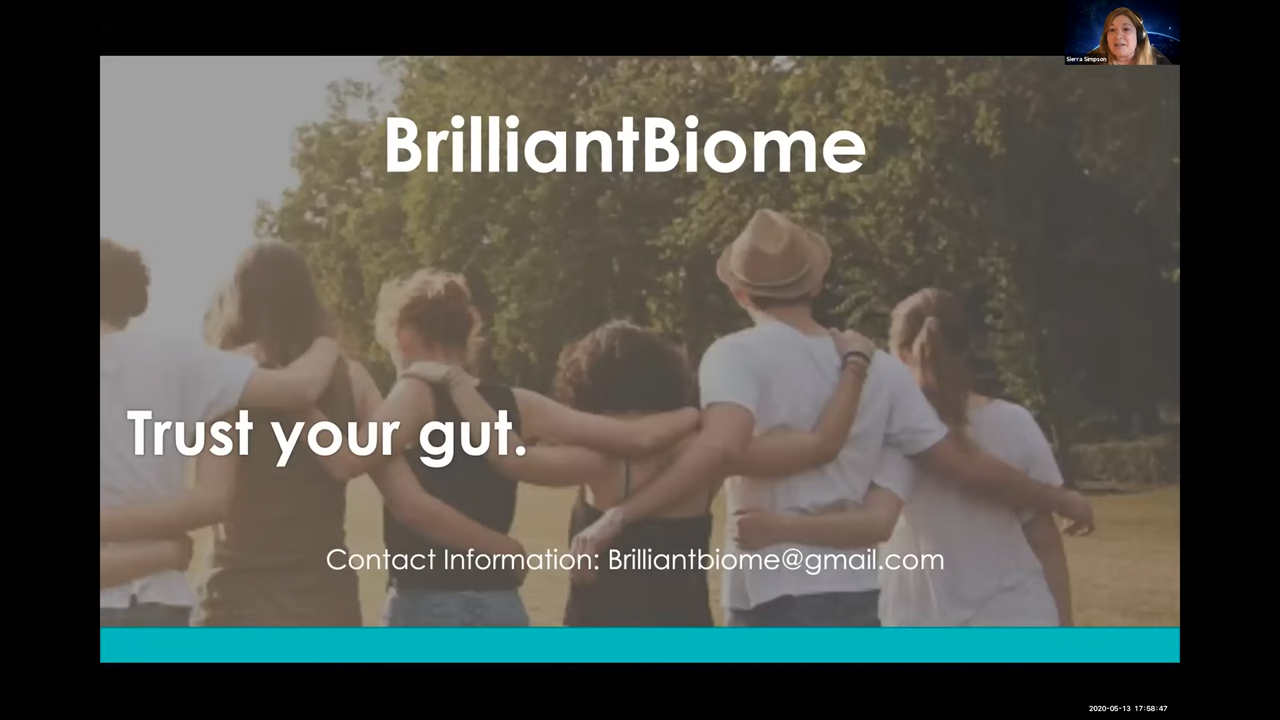 Sierra Simpson
BrilliantBiome
Trust your gut.
Contact Information: Brilliantbiome@gmail.com
2020-05-13 17:58:47